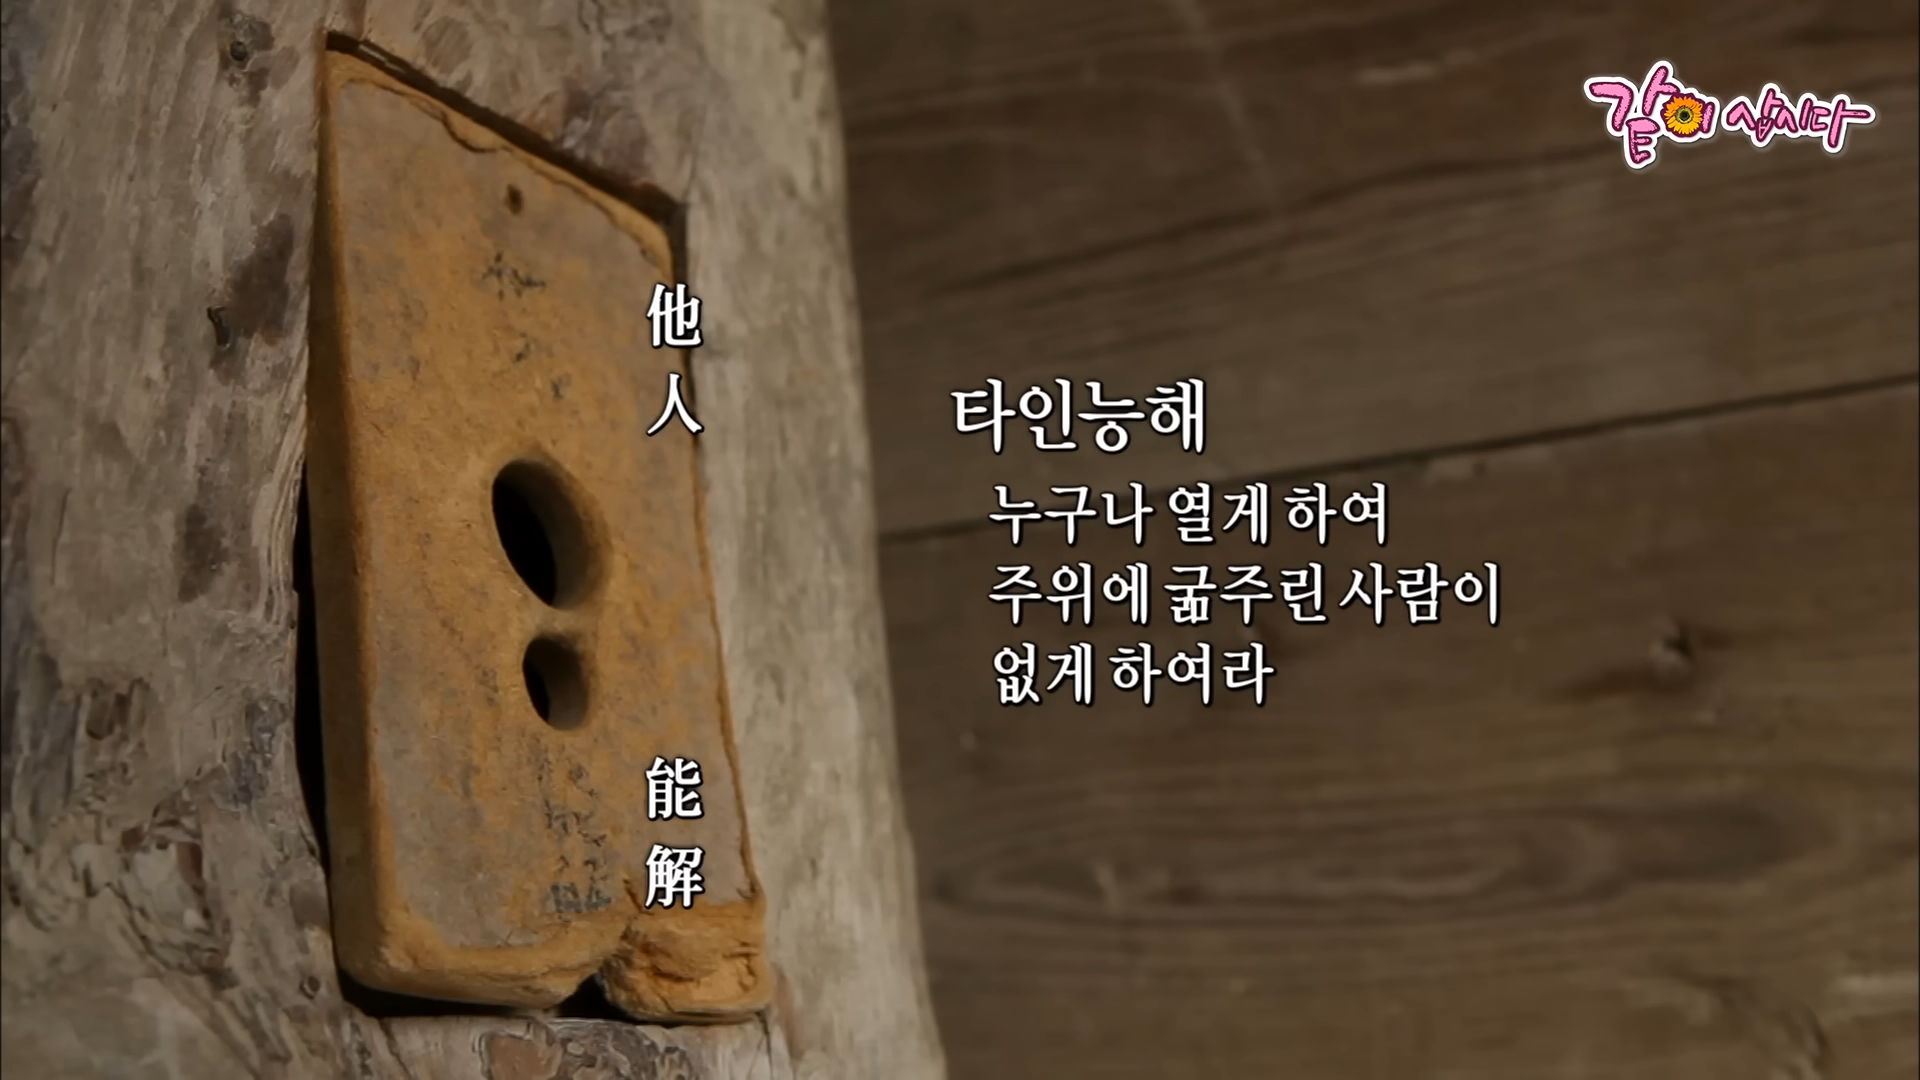 같이 삽시다
他
人
能
解
타인능해
누구나 열게 하여
주위에 굶주린 사람이
없게 하여라